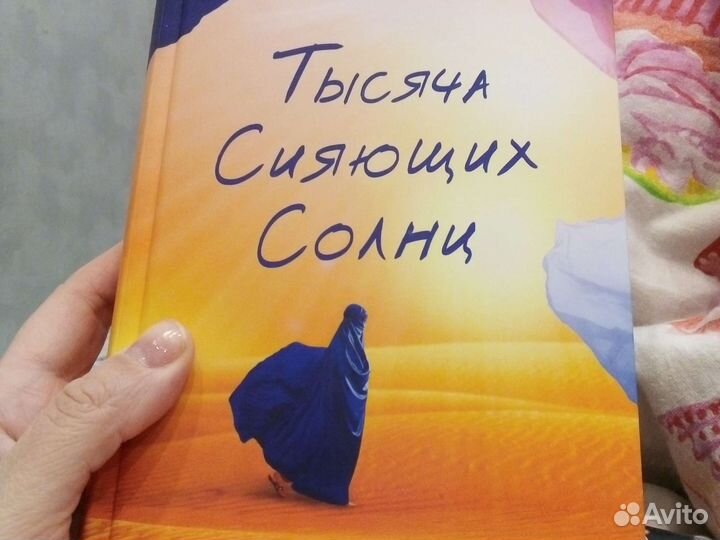 Тысяча
Сияющих
Солнц
Avito